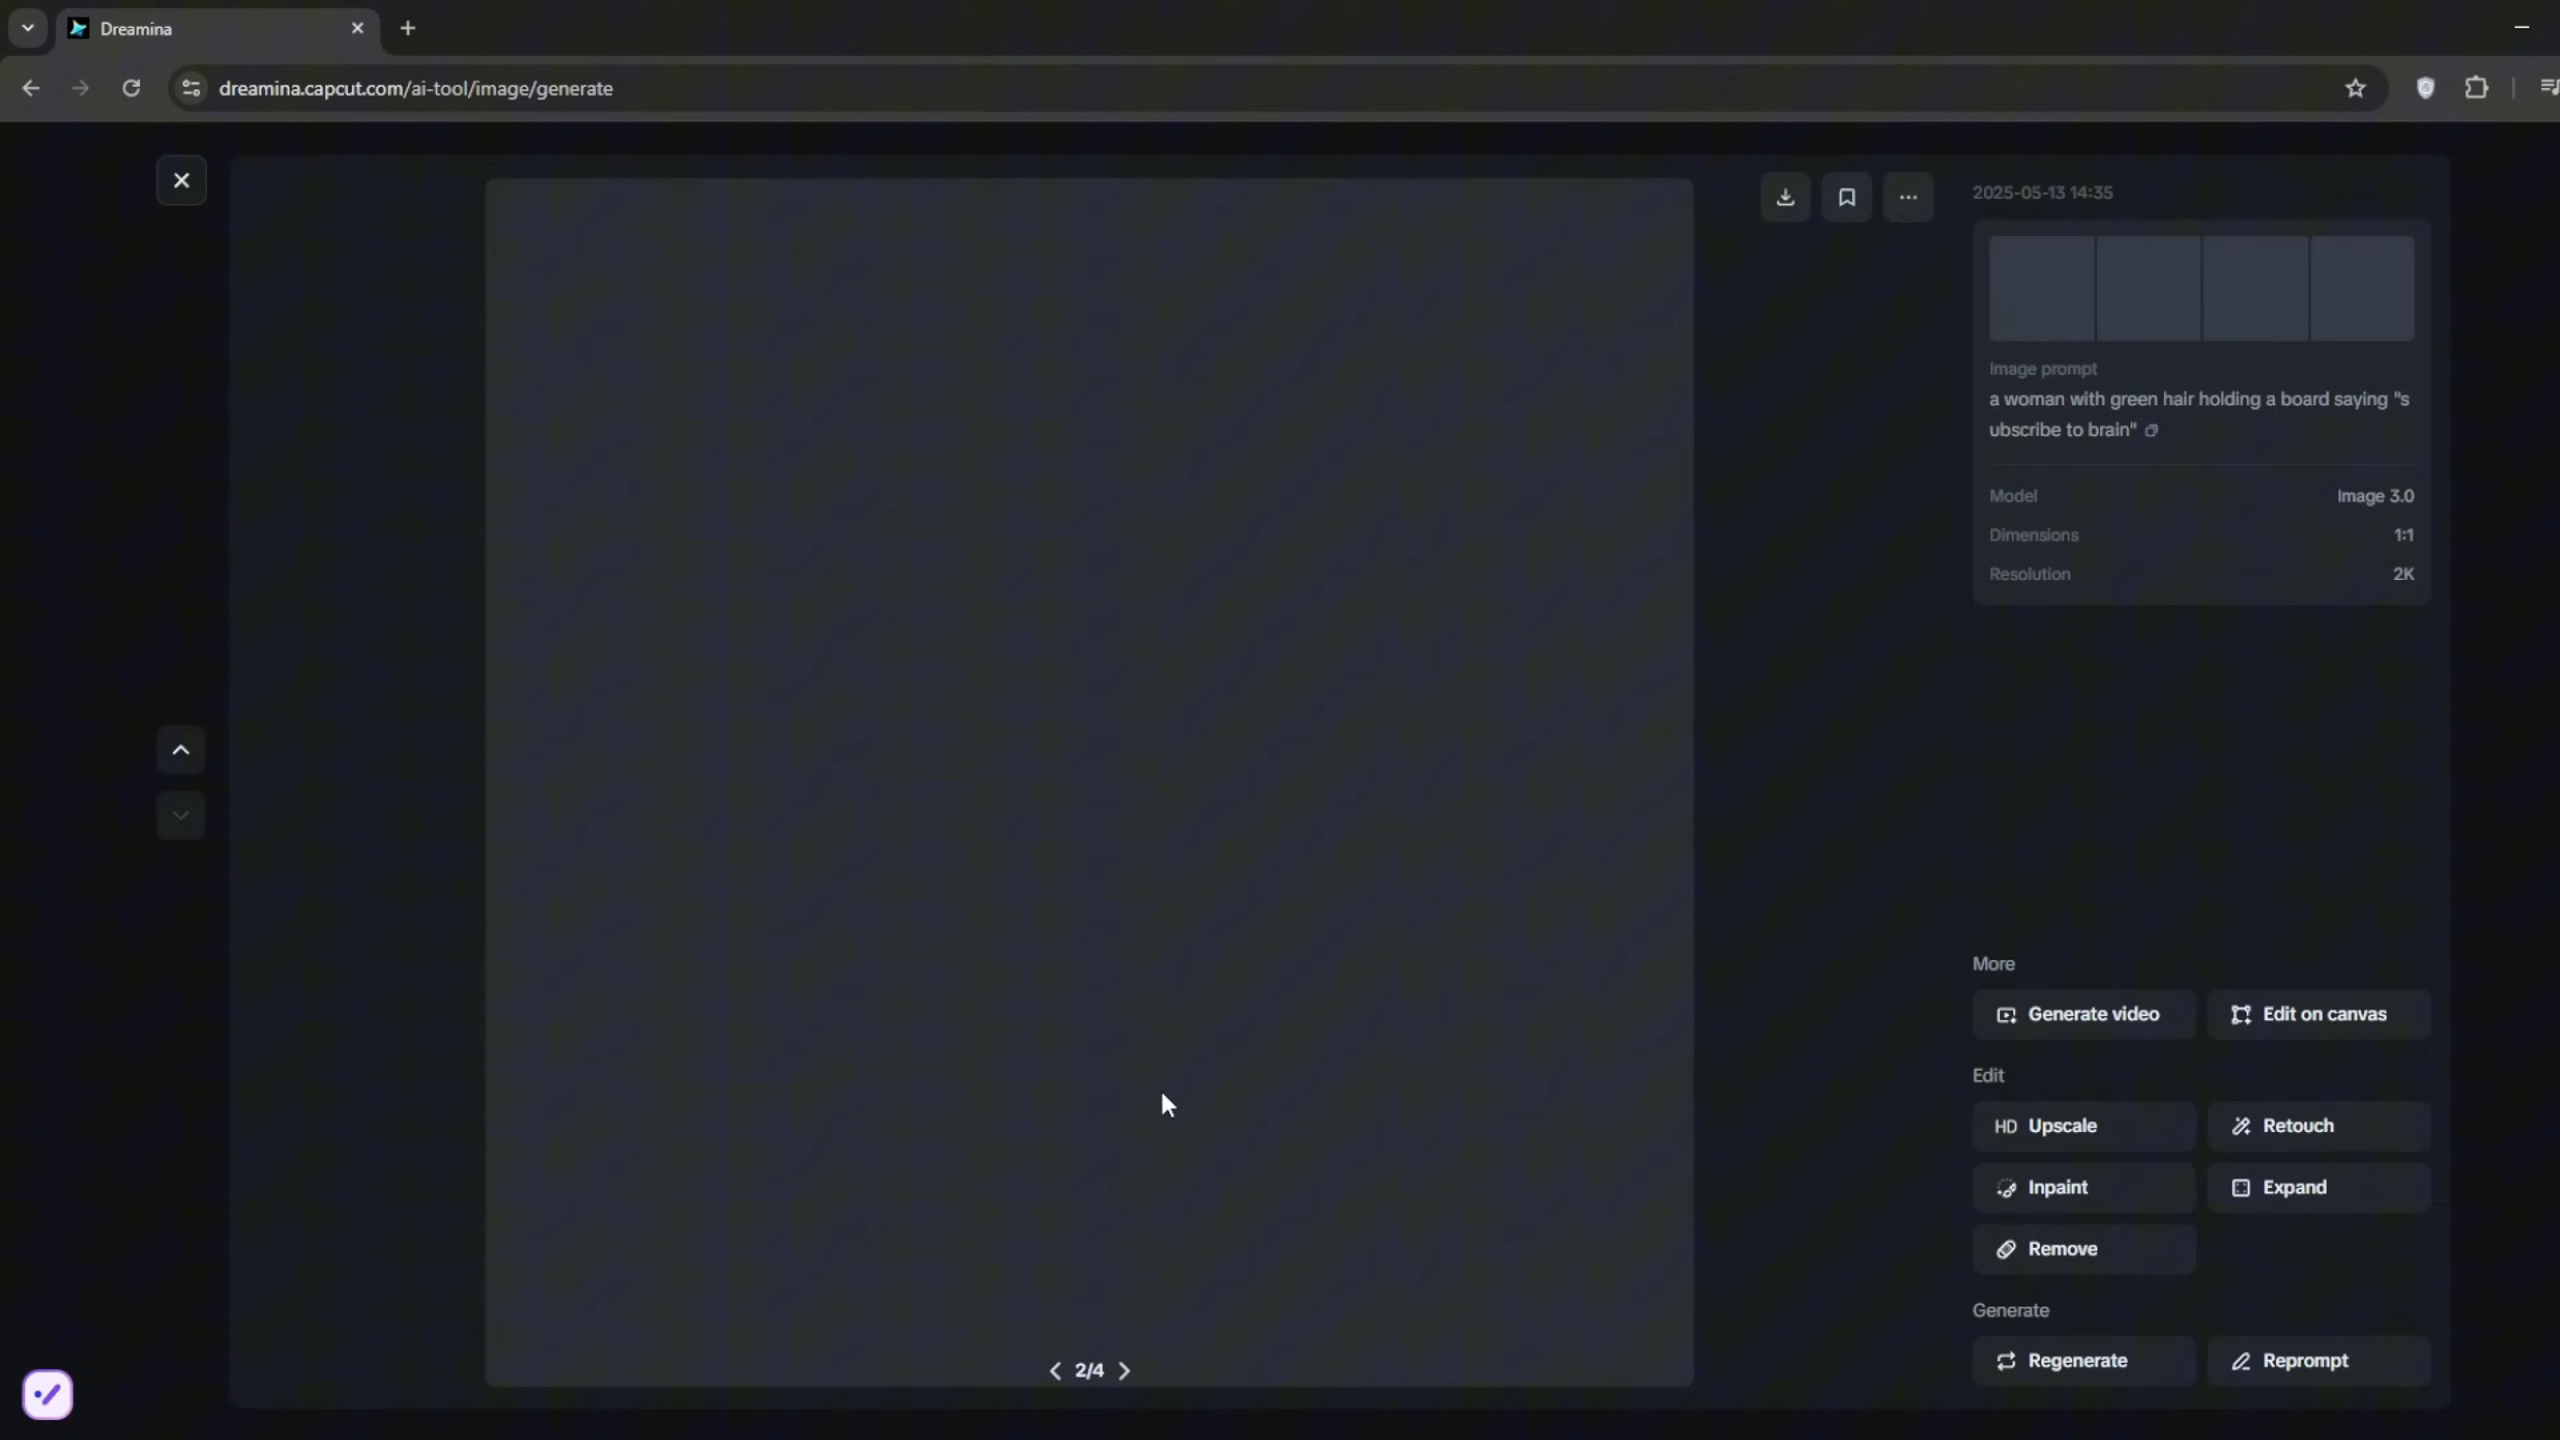 Dreamina
dreamina.capcut.com/ai-tool/image/generate
2025-05-13 14:35
Image prompt
a woman with green hair holding a board saying "s
ubscribe to brain"
Model Image 3.0
Dimensions 1:1
Resolution 2K
More
Generate video Edit on canvas
Edit
HD Upscale Retouch
Inpaint Expand
Remove
Generate
Regenerate Reprompt
2/4